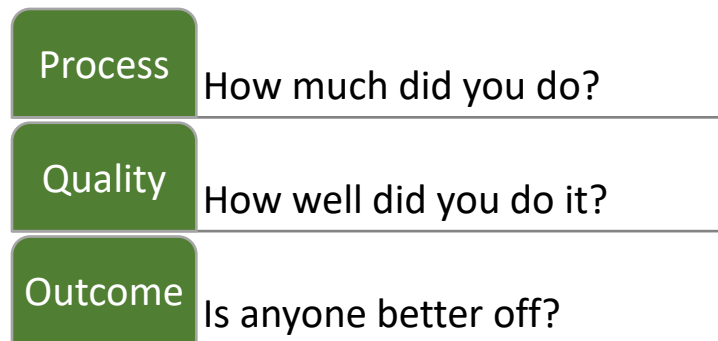 Process
How much did you do?
Quality
How well did you do it?
Outcome
Is anyone better off?